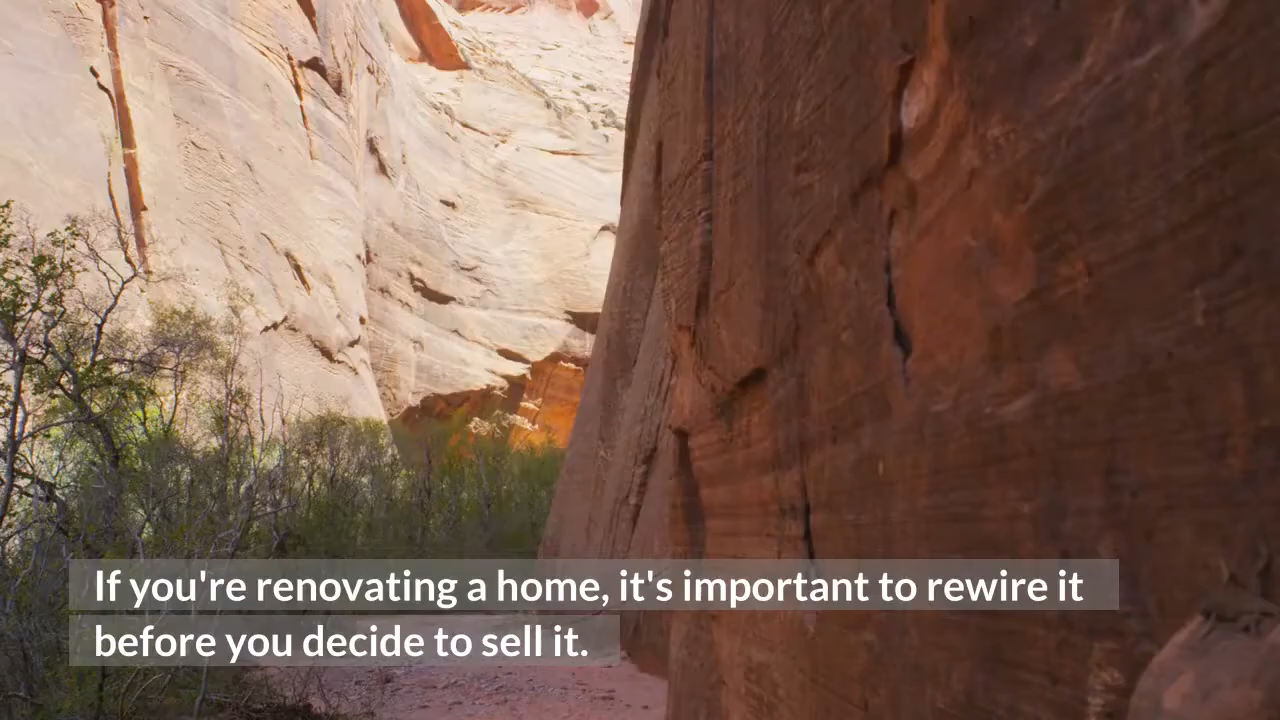 If you're renovating a home, it's important to rewire it
before you decide to sell it.